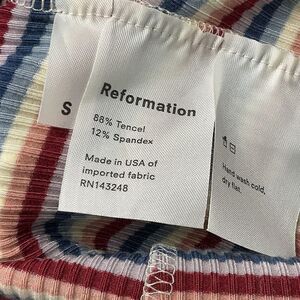 S
Reformation
88% Tencel
12% Spandex
Made in USA of
imported fabric
RN143248
Hand wash cold,
dry flat.